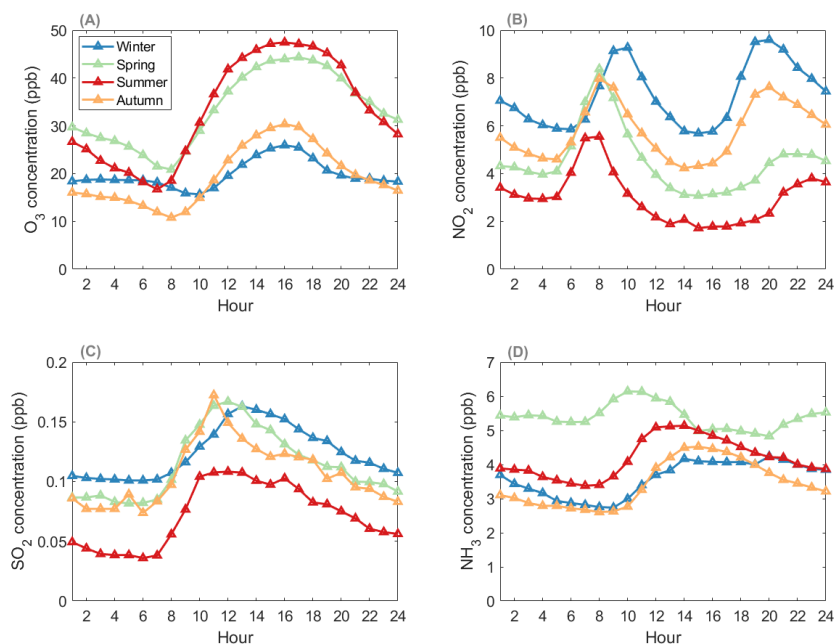 (A)
O3 concentration (ppb)
50
40
30
20
10
0
Winter
Spring
Summer
Autumn
2 4 6 8 10 12 14 16 18 20 22 24
Hour
(B)
NO2 concentration (ppb)
10
8
6
4
2
0
2 4 6 8 10 12 14 16 18 20 22 24
Hour
(C)
SO2 concentration (ppb)
0.2
0.15
0.1
0.05
0
2 4 6 8 10 12 14 16 18 20 22 24
Hour
(D)
NH3 concentration (ppb)
7
6
5
4
3
2
1
0
2 4 6 8 10 12 14 16 18 20 22 24
Hour